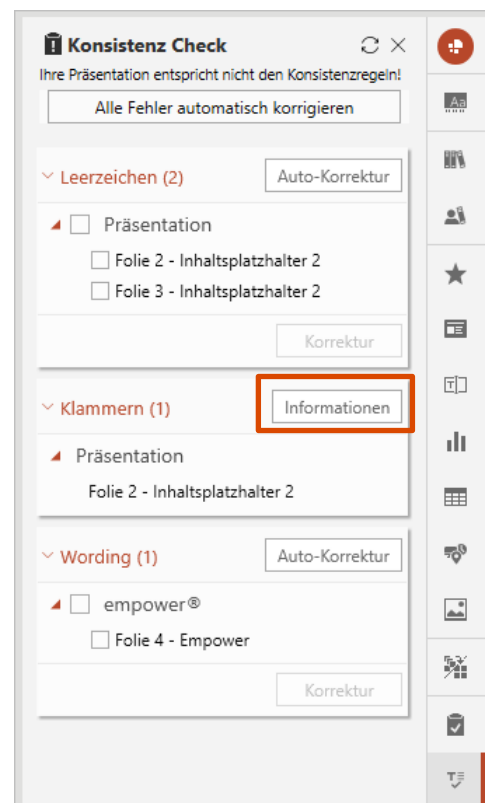 Konsistenz Check
Ihre Präsentation entspricht nicht den Konsistenzregeln!
Alle Fehler automatisch korrigieren
Leerzeichen (2)
Auto-Korrektur
Präsentation
Folie 2 - Inhaltsplatzhalter 2
Folie 3 - Inhaltsplatzhalter 2
Korrektur
Klammern (1)
Informationen
Präsentation
Folie 2 - Inhaltsplatzhalter 2
Wording (1)
Auto-Korrektur
empower®
Folie 4 - Empower
Korrektur
Aa